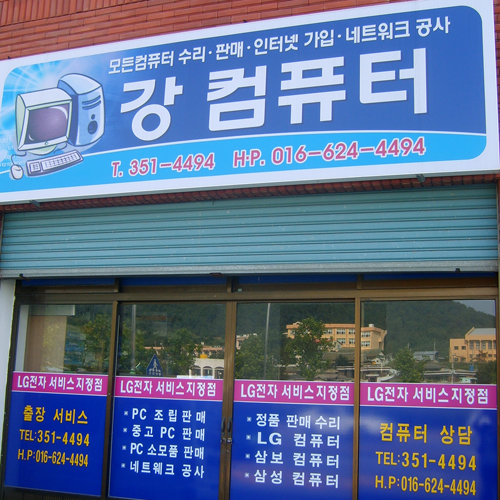 모든컴퓨터 수리·판매·인터넷 가입·네트워크 공사
강 컴퓨터
T. 351-4494 H·P. 016-624-4494
LG전자 서비스지정점
출장 서비스
TEL:351-4494
H.P:016-624-4494
LG전자 서비스지정점
PC 조립판매
중고 PC 판매
PC 소모품 판매
네트워크 공사
LG전자 서비스지정점
정품 판매수리
LG 컴퓨터
삼보 컴퓨터
삼성 컴퓨터
LG전자 서비스지정점
컴퓨터 상담
TEL:351-4494
H.P:016-624-4494